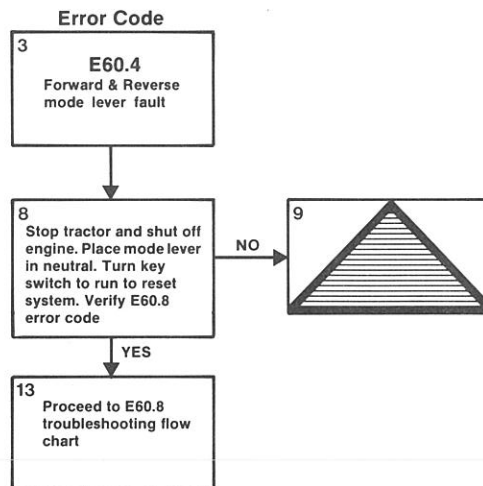 Error Code
3
E60.4
Forward & Reverse
mode lever fault
8
Stop tractor and shut off
engine. Place mode lever
in neutral. Turn key
switch to run to reset
system. Verify E60.8
error code
NO
9
YES
13
Proceed to E60.8
troubleshooting flow
chart